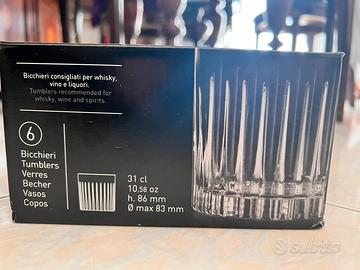 Bicchieri consigliati per whisky,
vino e liquori.
Tumblers recommended for
whisky, wine and spirits.
6
Bicchieri
Tumblers
Verres
Becher
Vasos
Copos
31 cl
10,58 oz
h. 86 mm
Ø max 83 mm
subito